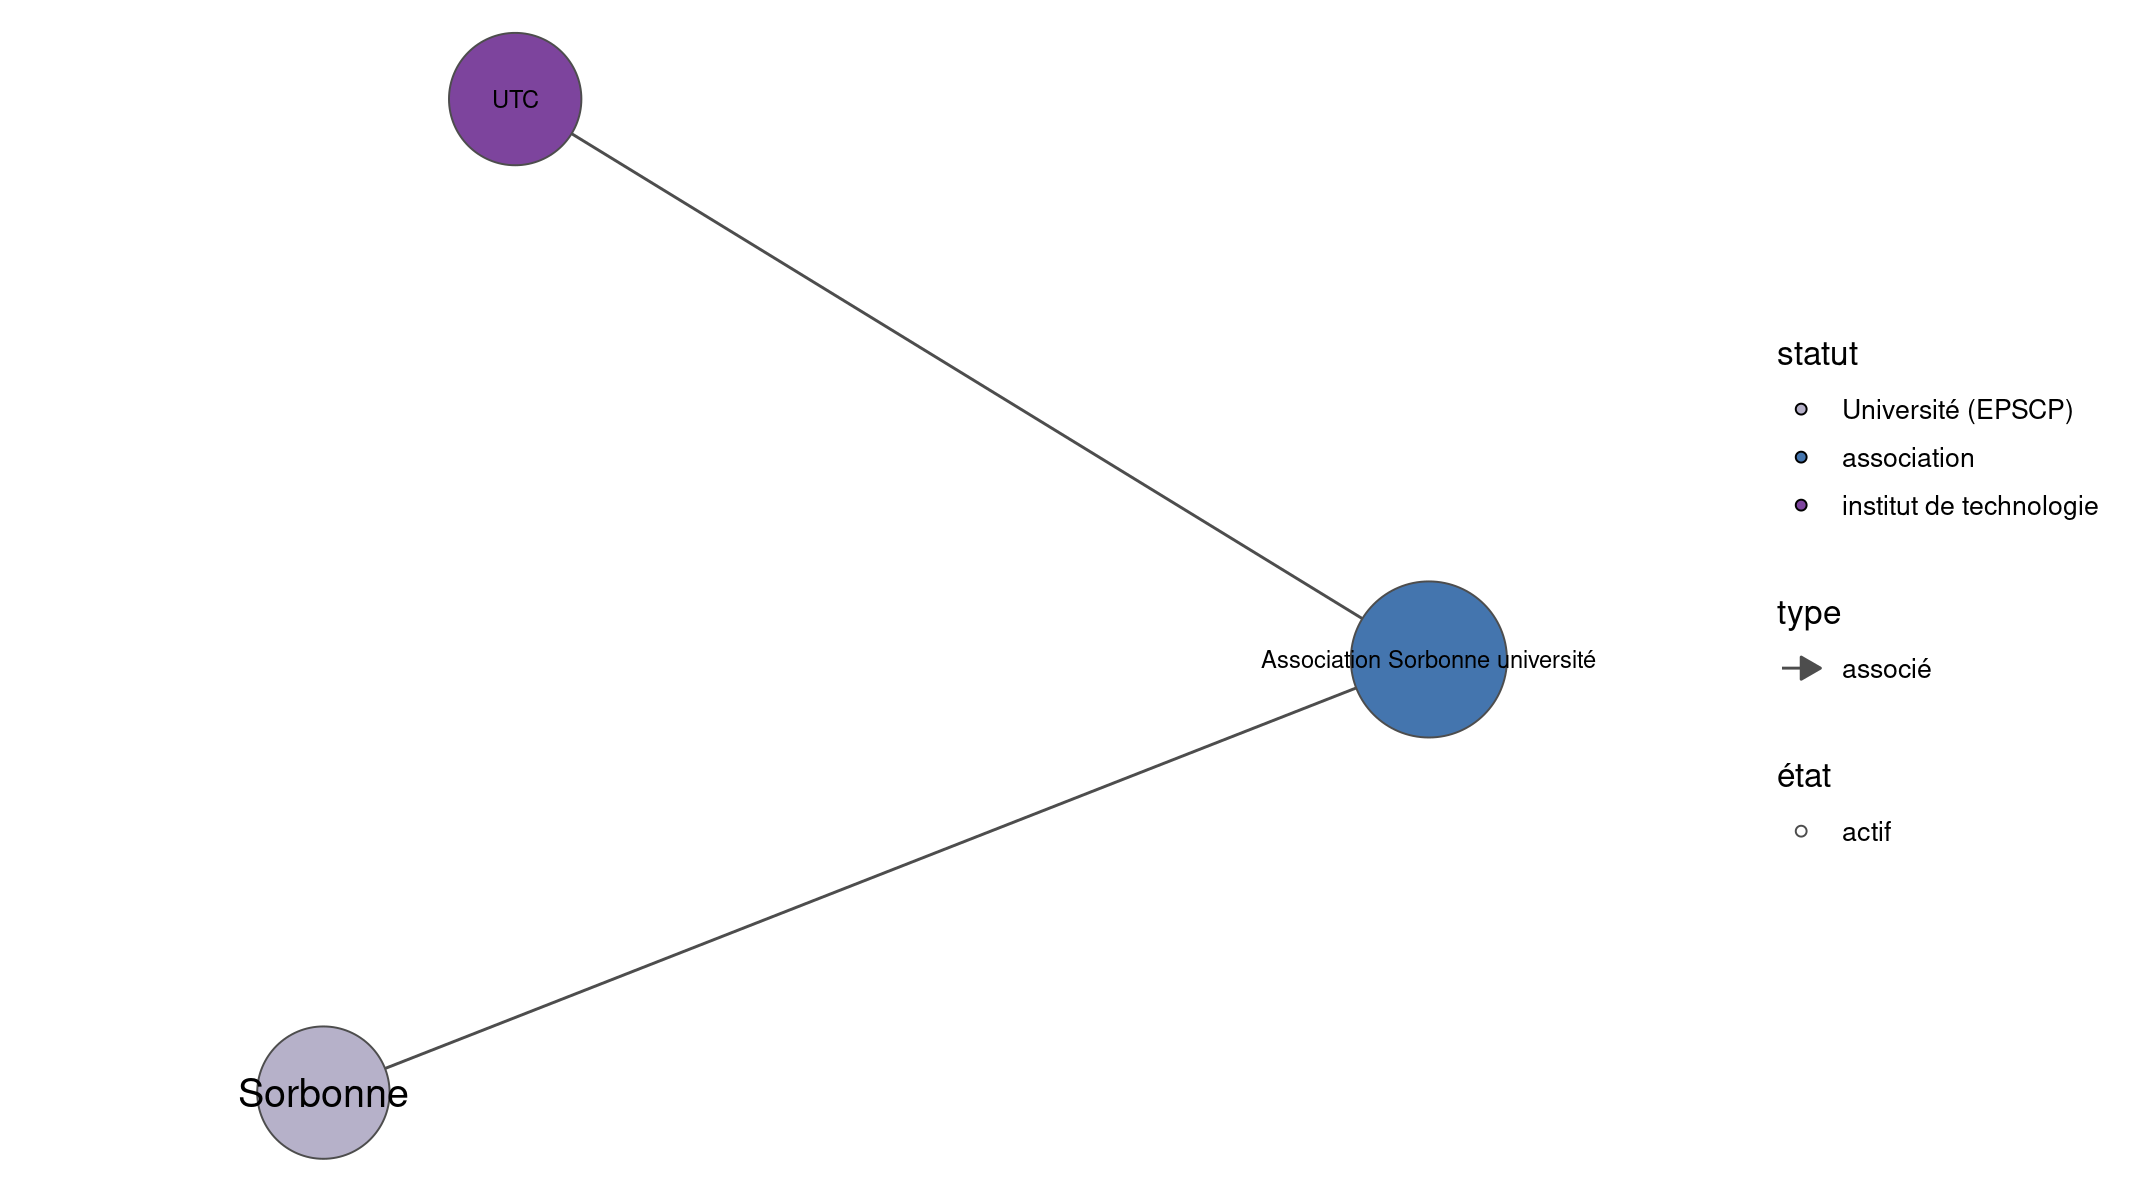 UTC
Association Sorbonne université
Sorbonne
statut
Université (EPSCP)
association
institut de technologie
type
associé
état
actif